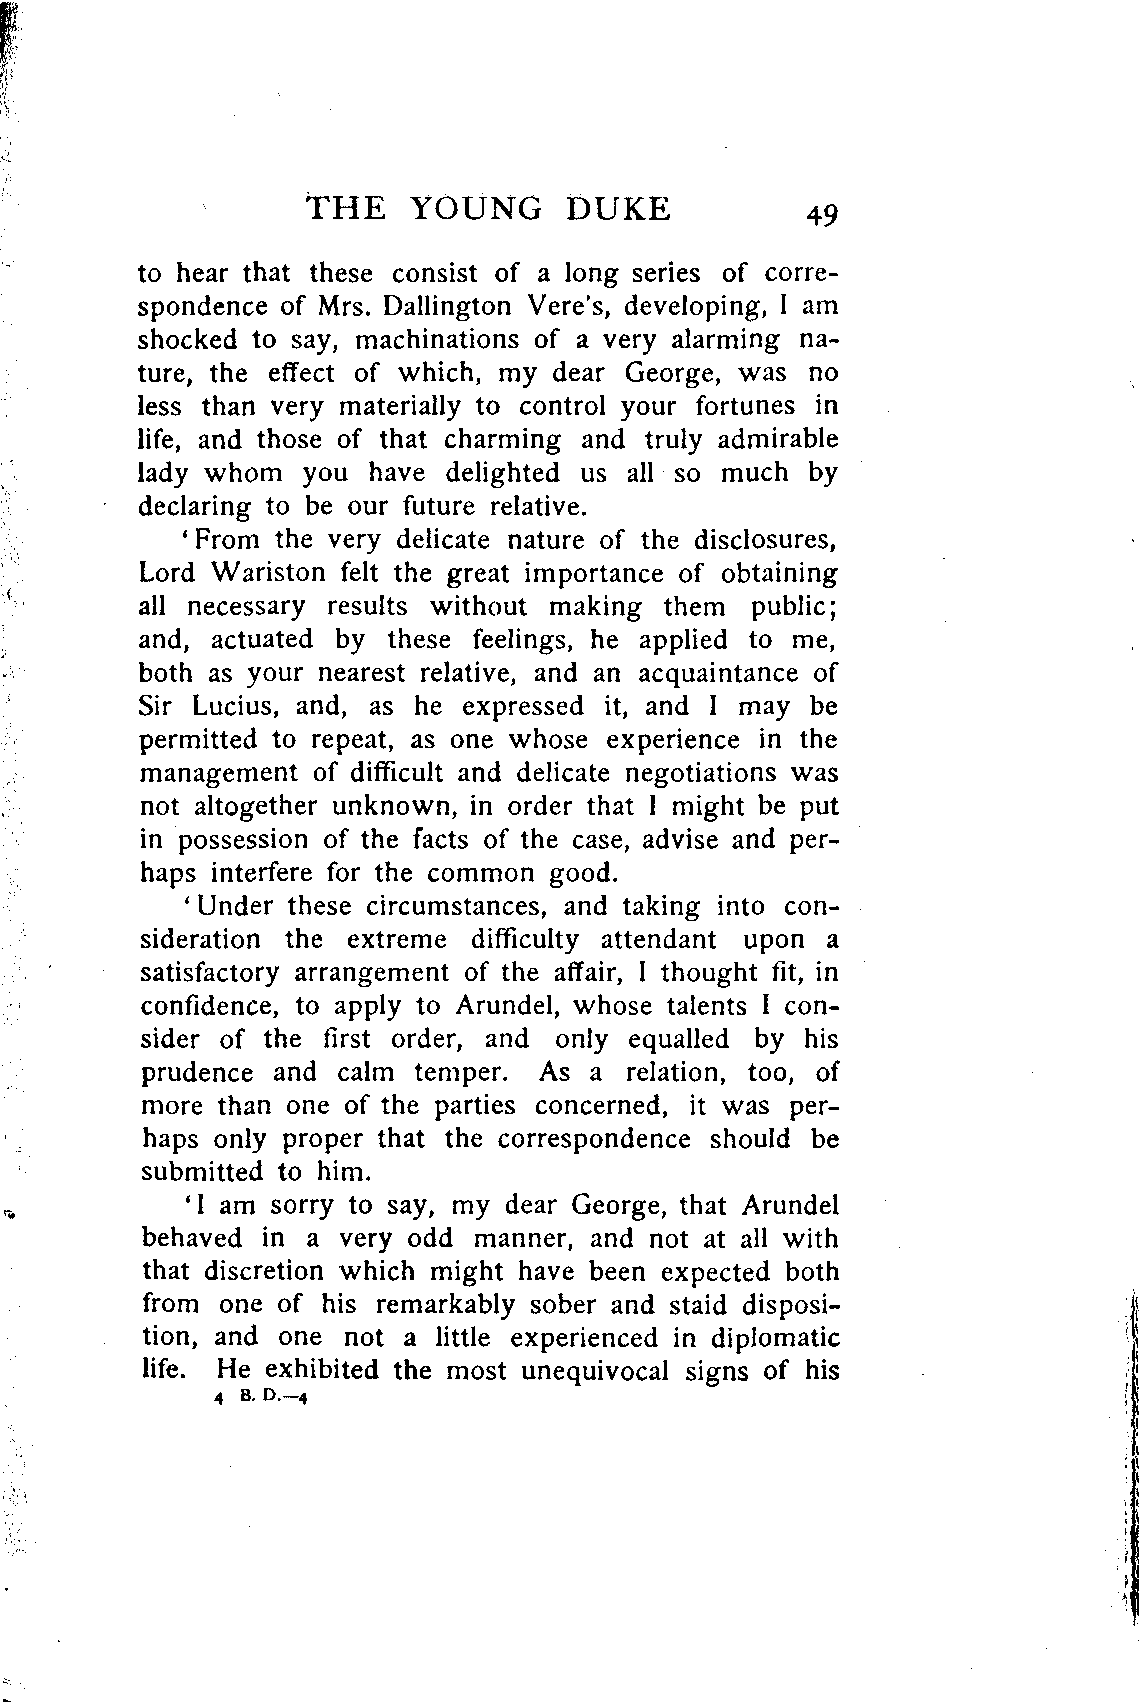 THE YOUNG DUKE 49
to hear that these consist of a long series of corre-
spondence of Mrs. Dallington Vere's, developing, I am
shocked to say, machinations of a very alarming na-
ture, the effect of which, my dear George, was no
less than very materially to control your fortunes in
life, and those of that charming and truly admirable
lady whom you have delighted us all so much by
declaring to be our future relative.
‘From the very delicate nature of the disclosures,
Lord Wariston felt the great importance of obtaining
all necessary results without making them public;
and, actuated by these feelings, he applied to me,
both as your nearest relative, and an acquaintance of
Sir Lucius, and, as he expressed it, and I may be
permitted to repeat, as one whose experience in the
management of difficult and delicate negotiations was
not altogether unknown, in order that I might be put
in possession of the facts of the case, advise and per-
haps interfere for the common good.
‘Under these circumstances, and taking into con-
sideration the extreme difficulty attendant upon a
satisfactory arrangement of the affair, I thought fit, in
confidence, to apply to Arundel, whose talents I con-
sider of the first order, and only equalled by his
prudence and calm temper. As a relation, too, of
more than one of the parties concerned, it was per-
haps only proper that the correspondence should be
submitted to him.
‘I am sorry to say, my dear George, that Arundel
behaved in a very odd manner, and not at all with
that discretion which might have been expected both
from one of his remarkably sober and staid disposi-
tion, and one not a little experienced in diplomatic
life. He exhibited the most unequivocal signs of his
4 B. D.—4